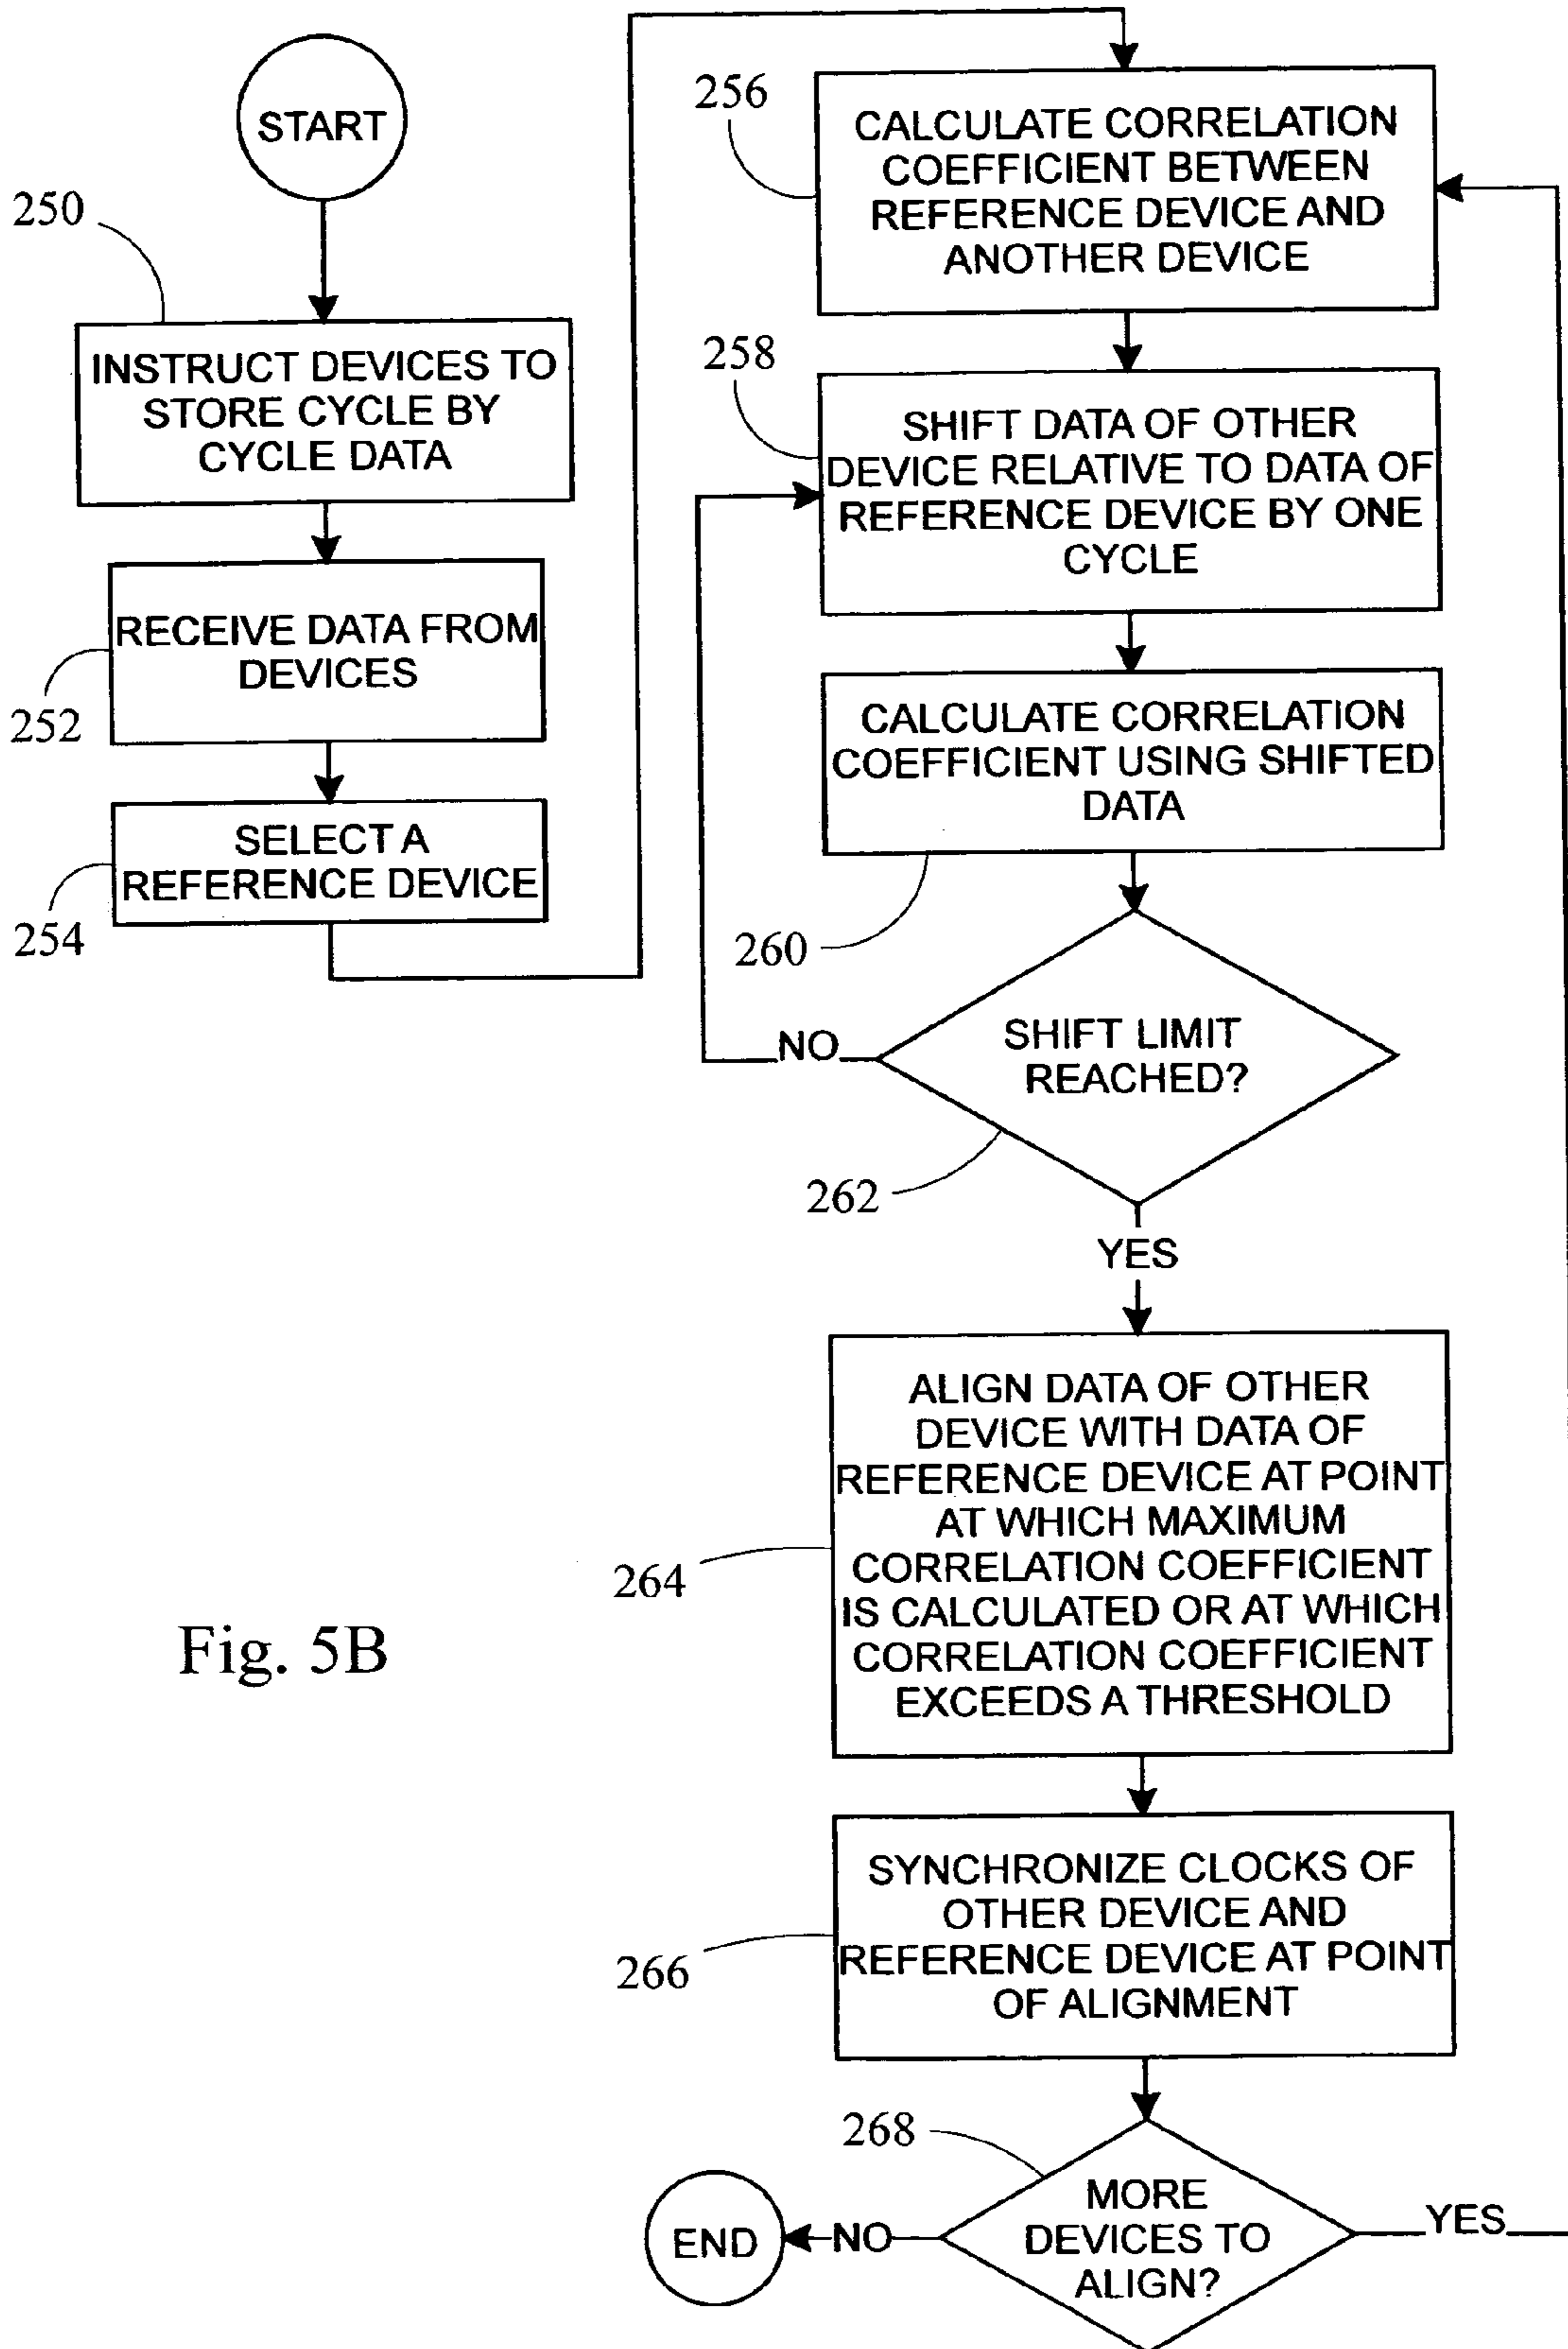 START
250
INSTRUCT DEVICES TO
STORE CYCLE BY
CYCLE DATA
RECEIVE DATA FROM
DEVICES
252
SELECT A
REFERENCE DEVICE
254
256
CALCULATE CORRELATION
COEFFICIENT BETWEEN
REFERENCE DEVICE AND
ANOTHER DEVICE
258
SHIFT DATA OF OTHER
DEVICE RELATIVE TO DATA OF
REFERENCE DEVICE BY ONE
CYCLE
CALCULATE CORRELATION
COEFFICIENT USING SHIFTED
DATA
260
SHIFT LIMIT
REACHED?
NO
262
YES
ALIGN DATA OF OTHER
DEVICE WITH DATA OF
REFERENCE DEVICE AT POINT
AT WHICH MAXIMUM
CORRELATION COEFFICIENT
IS CALCULATED OR AT WHICH
CORRELATION COEFFICIENT
EXCEEDS A THRESHOLD
264
Fig. 5B
SYNCHRONIZE CLOCKS OF
OTHER DEVICE AND
REFERENCE DEVICE AT POINT
OF ALIGNMENT
266
268
MORE
DEVICES TO
ALIGN?
YES
NO
END